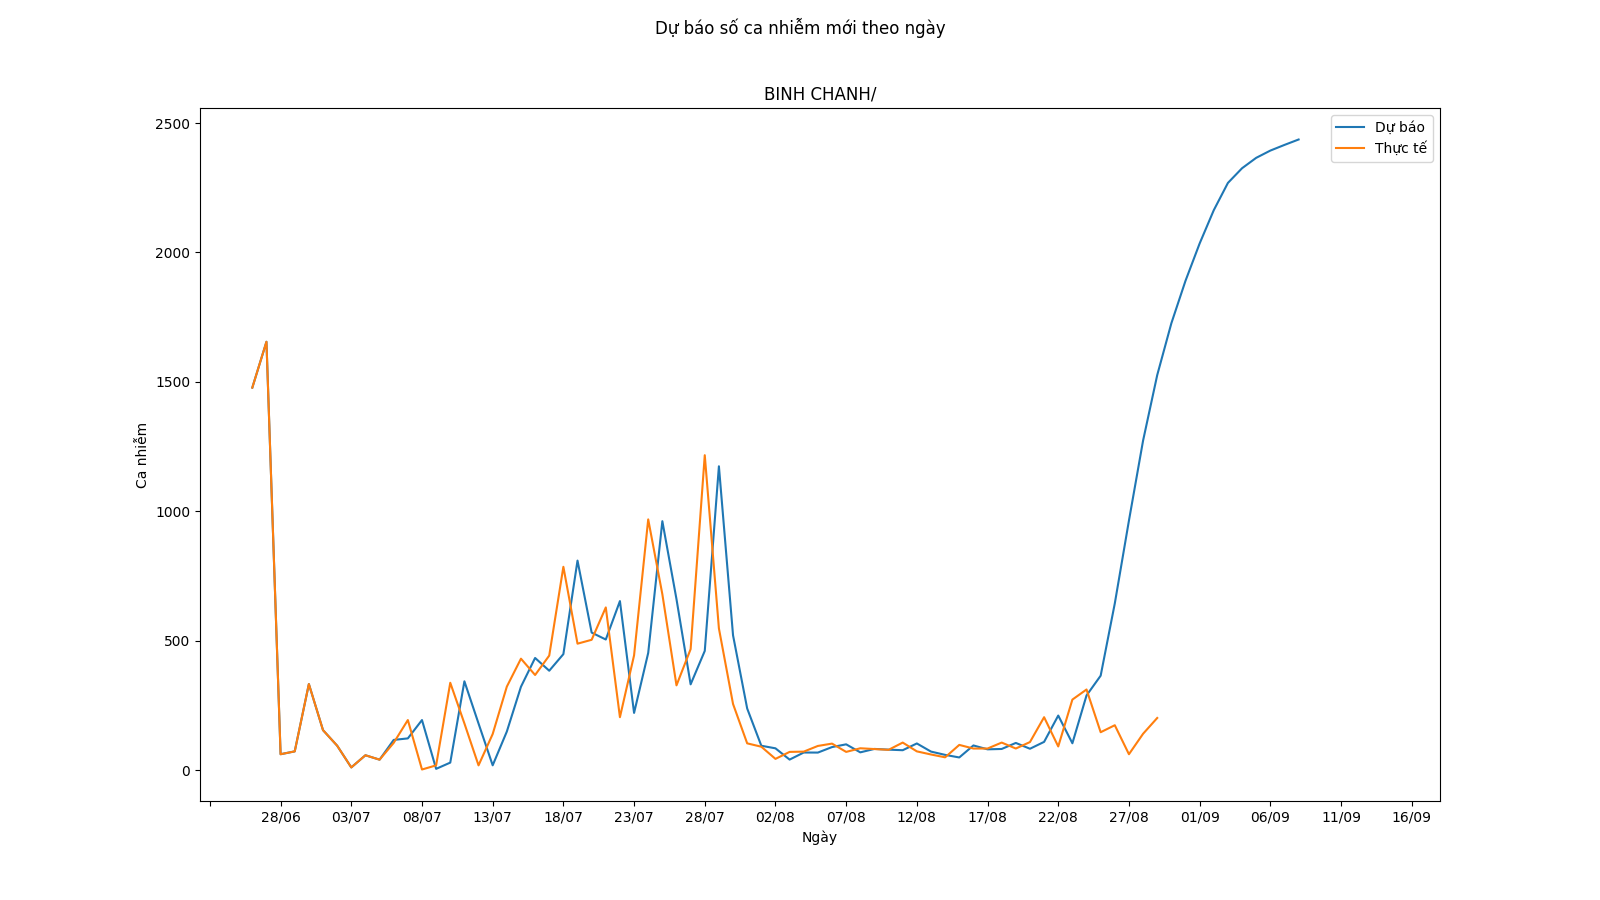 Dự báo số ca nhiễm mới theo ngày
BINH CHANH/
2500
2000
1500
1000
500
0
Ca nhiễm
Dự báo
Thực tế
28/06 03/07 08/07 13/07 18/07 23/07 28/07 02/08 07/08 12/08 17/08 22/08 27/08 01/09 06/09 11/09 16/09
Ngày